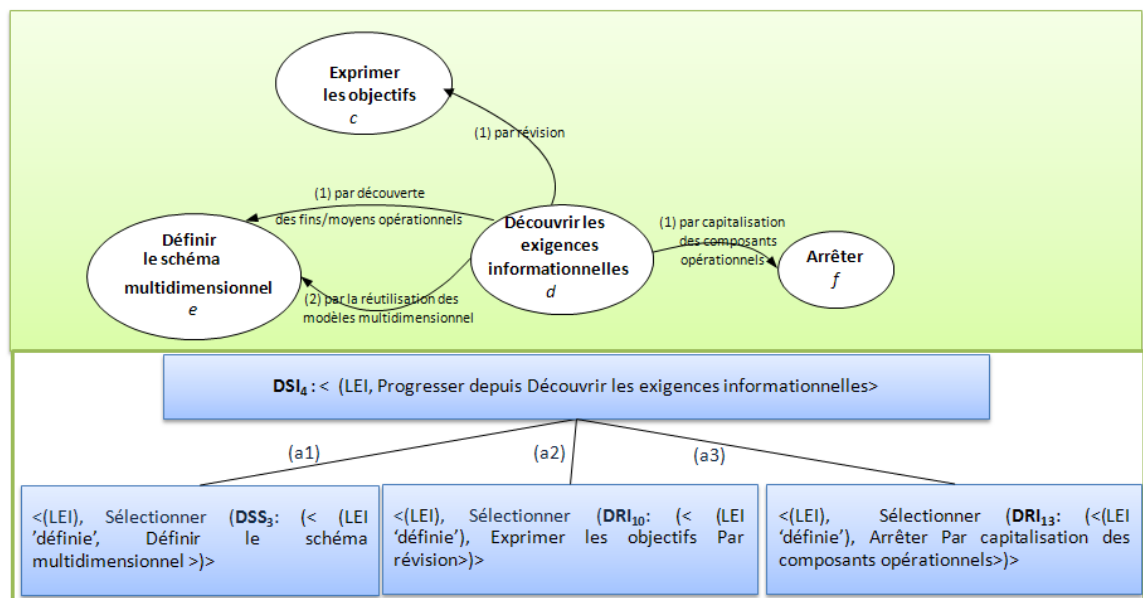 Exprimer
les objectifs
c
(1) par révision
(1) par découverte
des fins/moyens opérationnels
Définir
le schéma
multidimensionnel
e
(2) par la réutilisation des
modèles multidimensionnel
Découvrir les
exigences
informationnelles
d
(1) par capitalisation
des composants
opérationnels
Arrêter
f
DSI4 : < (LEI, Progresser depuis Découvrir les exigences informationnelles>
(a1)
(a2)
(a3)
<(LEI), Sélectionner (DSS3: (< (LEI
’définie’, Définir le schéma
multidimensionnel >)>
<(LEI), Sélectionner (DRI10: (< (LEI
‘définie’), Exprimer les objectifs Par
révision>)>
<(LEI), Sélectionner (DRI13: (<(LEI
‘définie’), Arrêter Par capitalisation des
composants opérationnels>)>